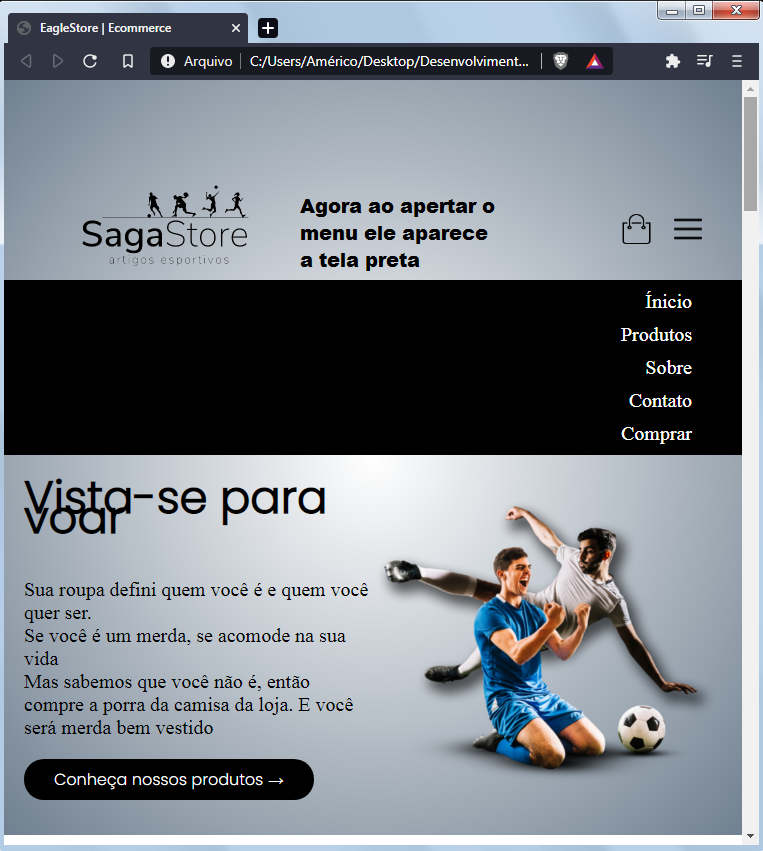 EagleStore | Ecommerce
Arquivo
C:/Users/Américo/Desktop/Desenvolviment...
SagaStore
artigos esportivos
Agora ao apertar o
menu ele aparece
a tela preta
Ínicio
Produtos
Sobre
Contato
Comprar
Vista-se para
voar
Sua roupa defini quem você é e quem você
quer ser.
Se você é um merda, se acomode na sua
vida
Mas sabemos que você não é, então
compre a porra da camisa da loja. E você
será merda bem vestido
Conheça nossos produtos →